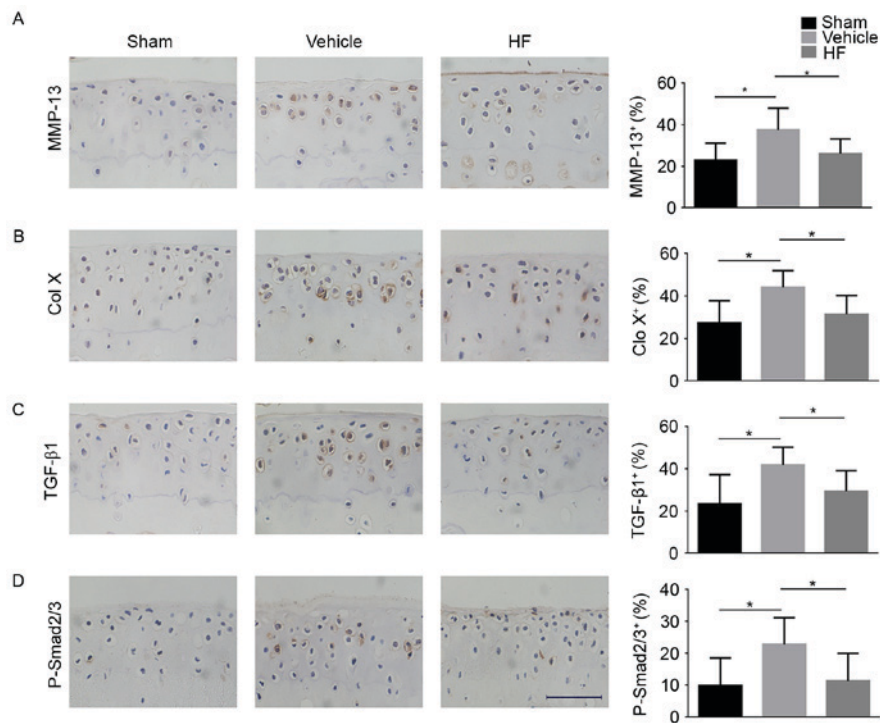 A
Sham Vehicle HF
Sham
Vehicle
HF
MMP-13
MMP-13⁺ (%)
60
40
20
0
* *
B
Col X
Clo X⁺ (%)
60
40
20
0
* *
C
TGF-β1
TGF-β1⁺ (%)
60
40
20
0
* *
D
P-Smad2/3
P-Smad2/3⁺ (%)
40
30
20
10
0
* *